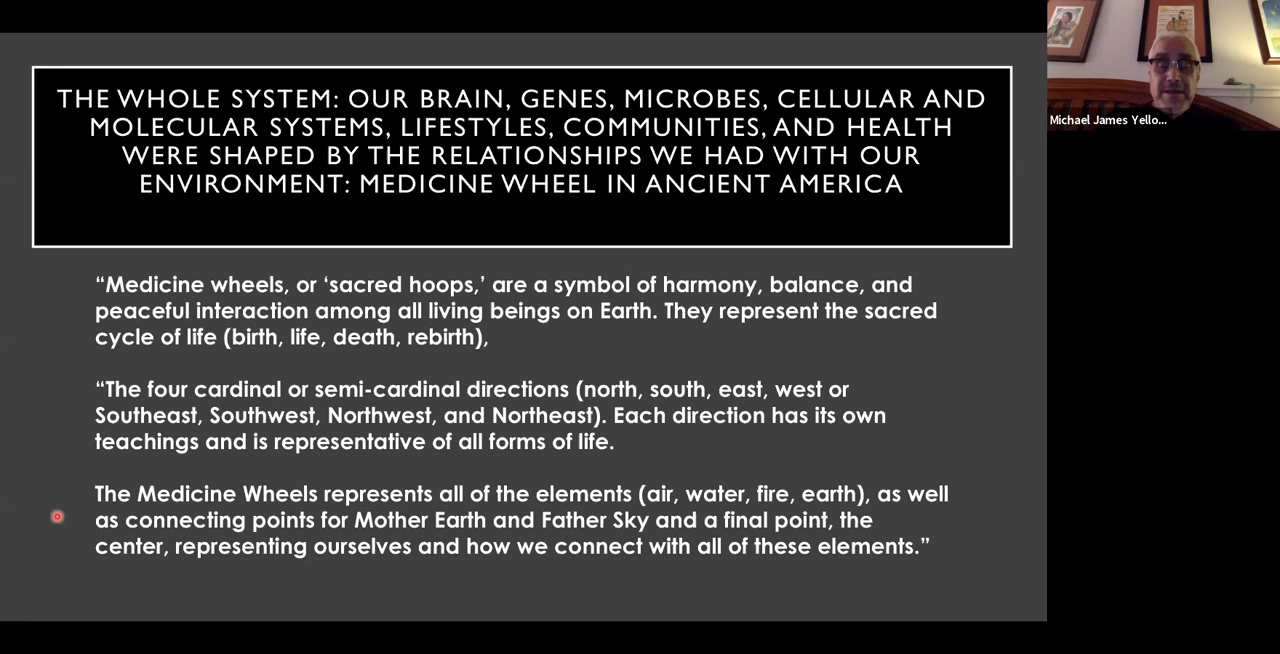 THE WHOLE SYSTEM: OUR BRAIN, GENES, MICROBES, CELLULAR AND
MOLECULAR SYSTEMS, LIFESTYLES, COMMUNITIES, AND HEALTH
WERE SHAPED BY THE RELATIONSHIPS WE HAD WITH OUR
ENVIRONMENT: MEDICINE WHEEL IN ANCIENT AMERICA
“Medicine wheels, or ‘sacred hoops,’ are a symbol of harmony, balance, and
peaceful interaction among all living beings on Earth. They represent the sacred
cycle of life (birth, life, death, rebirth),
“The four cardinal or semi-cardinal directions (north, south, east, west or
Southeast, Southwest, Northwest, and Northeast). Each direction has its own
teachings and is representative of all forms of life.
The Medicine Wheels represents all of the elements (air, water, fire, earth), as well
as connecting points for Mother Earth and Father Sky and a final point, the
center, representing ourselves and how we connect with all of these elements.”
Michael James Yello...